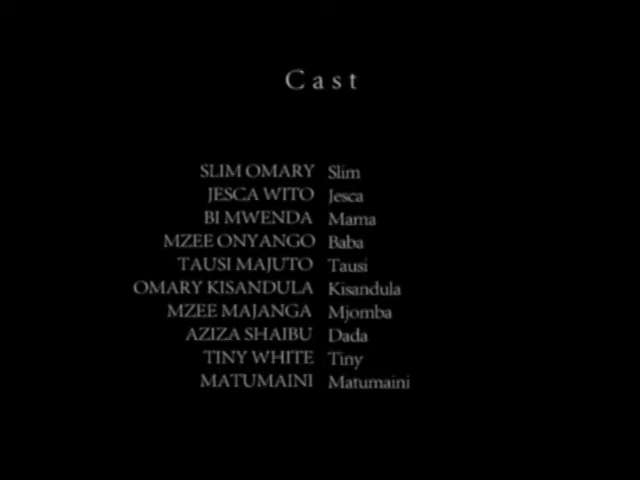 Cast
SLIM OMARY Slim
JESCA WITO Jesca
BI MWENDA Mama
MZEE ONYANGO Baba
TAUSI MAJUTO Tausi
OMARY KISANDULA Kisandula
MZEE MAJANGA Mjomba
AZIZA SHAIBU Dada
TINY WHITE Tiny
MATUMAINI Matumaini